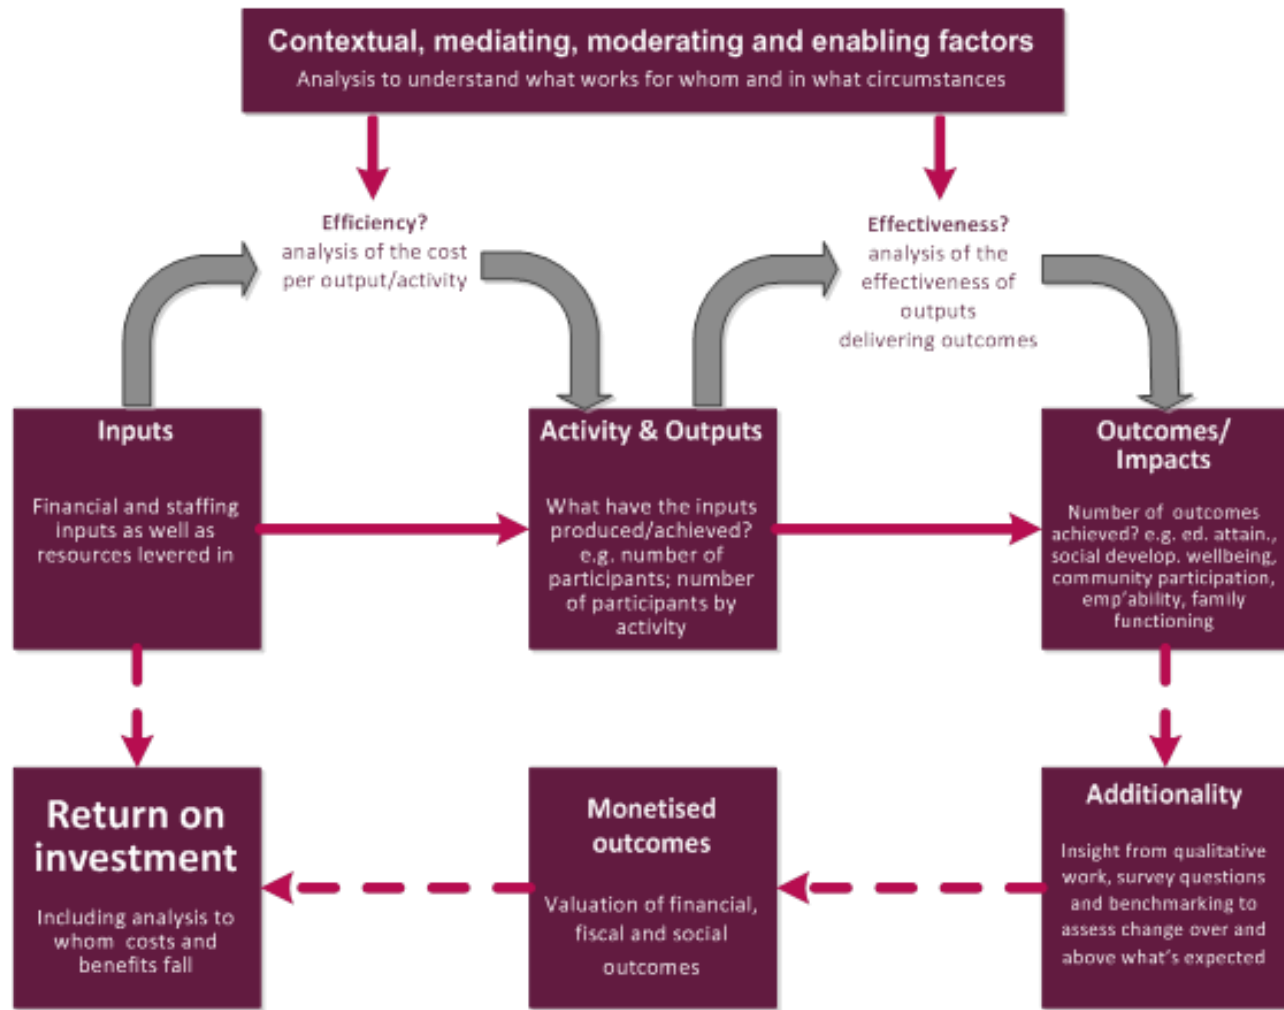 Contextual, mediating, moderating and enabling factors
Analysis to understand what works for whom and in what circumstances
Efficiency?
analysis of the cost
per output/activity
Effectiveness?
analysis of the
effectiveness of
outputs
delivering outcomes
Inputs
Financial and staffing
inputs as well as
resources levered in
Activity & Outputs
What have the inputs
produced/achieved?
e.g. number of
participants; number
of participants by
activity
Outcomes/
Impacts
Number of outcomes
achieved? e.g. ed. attain.,
social develop. wellbeing,
community participation,
emp'ability, family
functioning
Return on
investment
Including analysis to
whom costs and
benefits fall
Monetised
outcomes
Valuation of financial,
fiscal and social
outcomes
Additionality
Insight from qualitative
work, survey questions
and benchmarking to
assess change over and
above what's expected